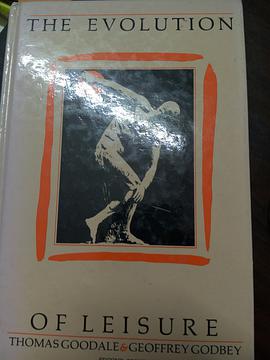 THE EVOLUTION
OF LEISURE
THOMAS GOODALE & GEOFFREY GODBEY